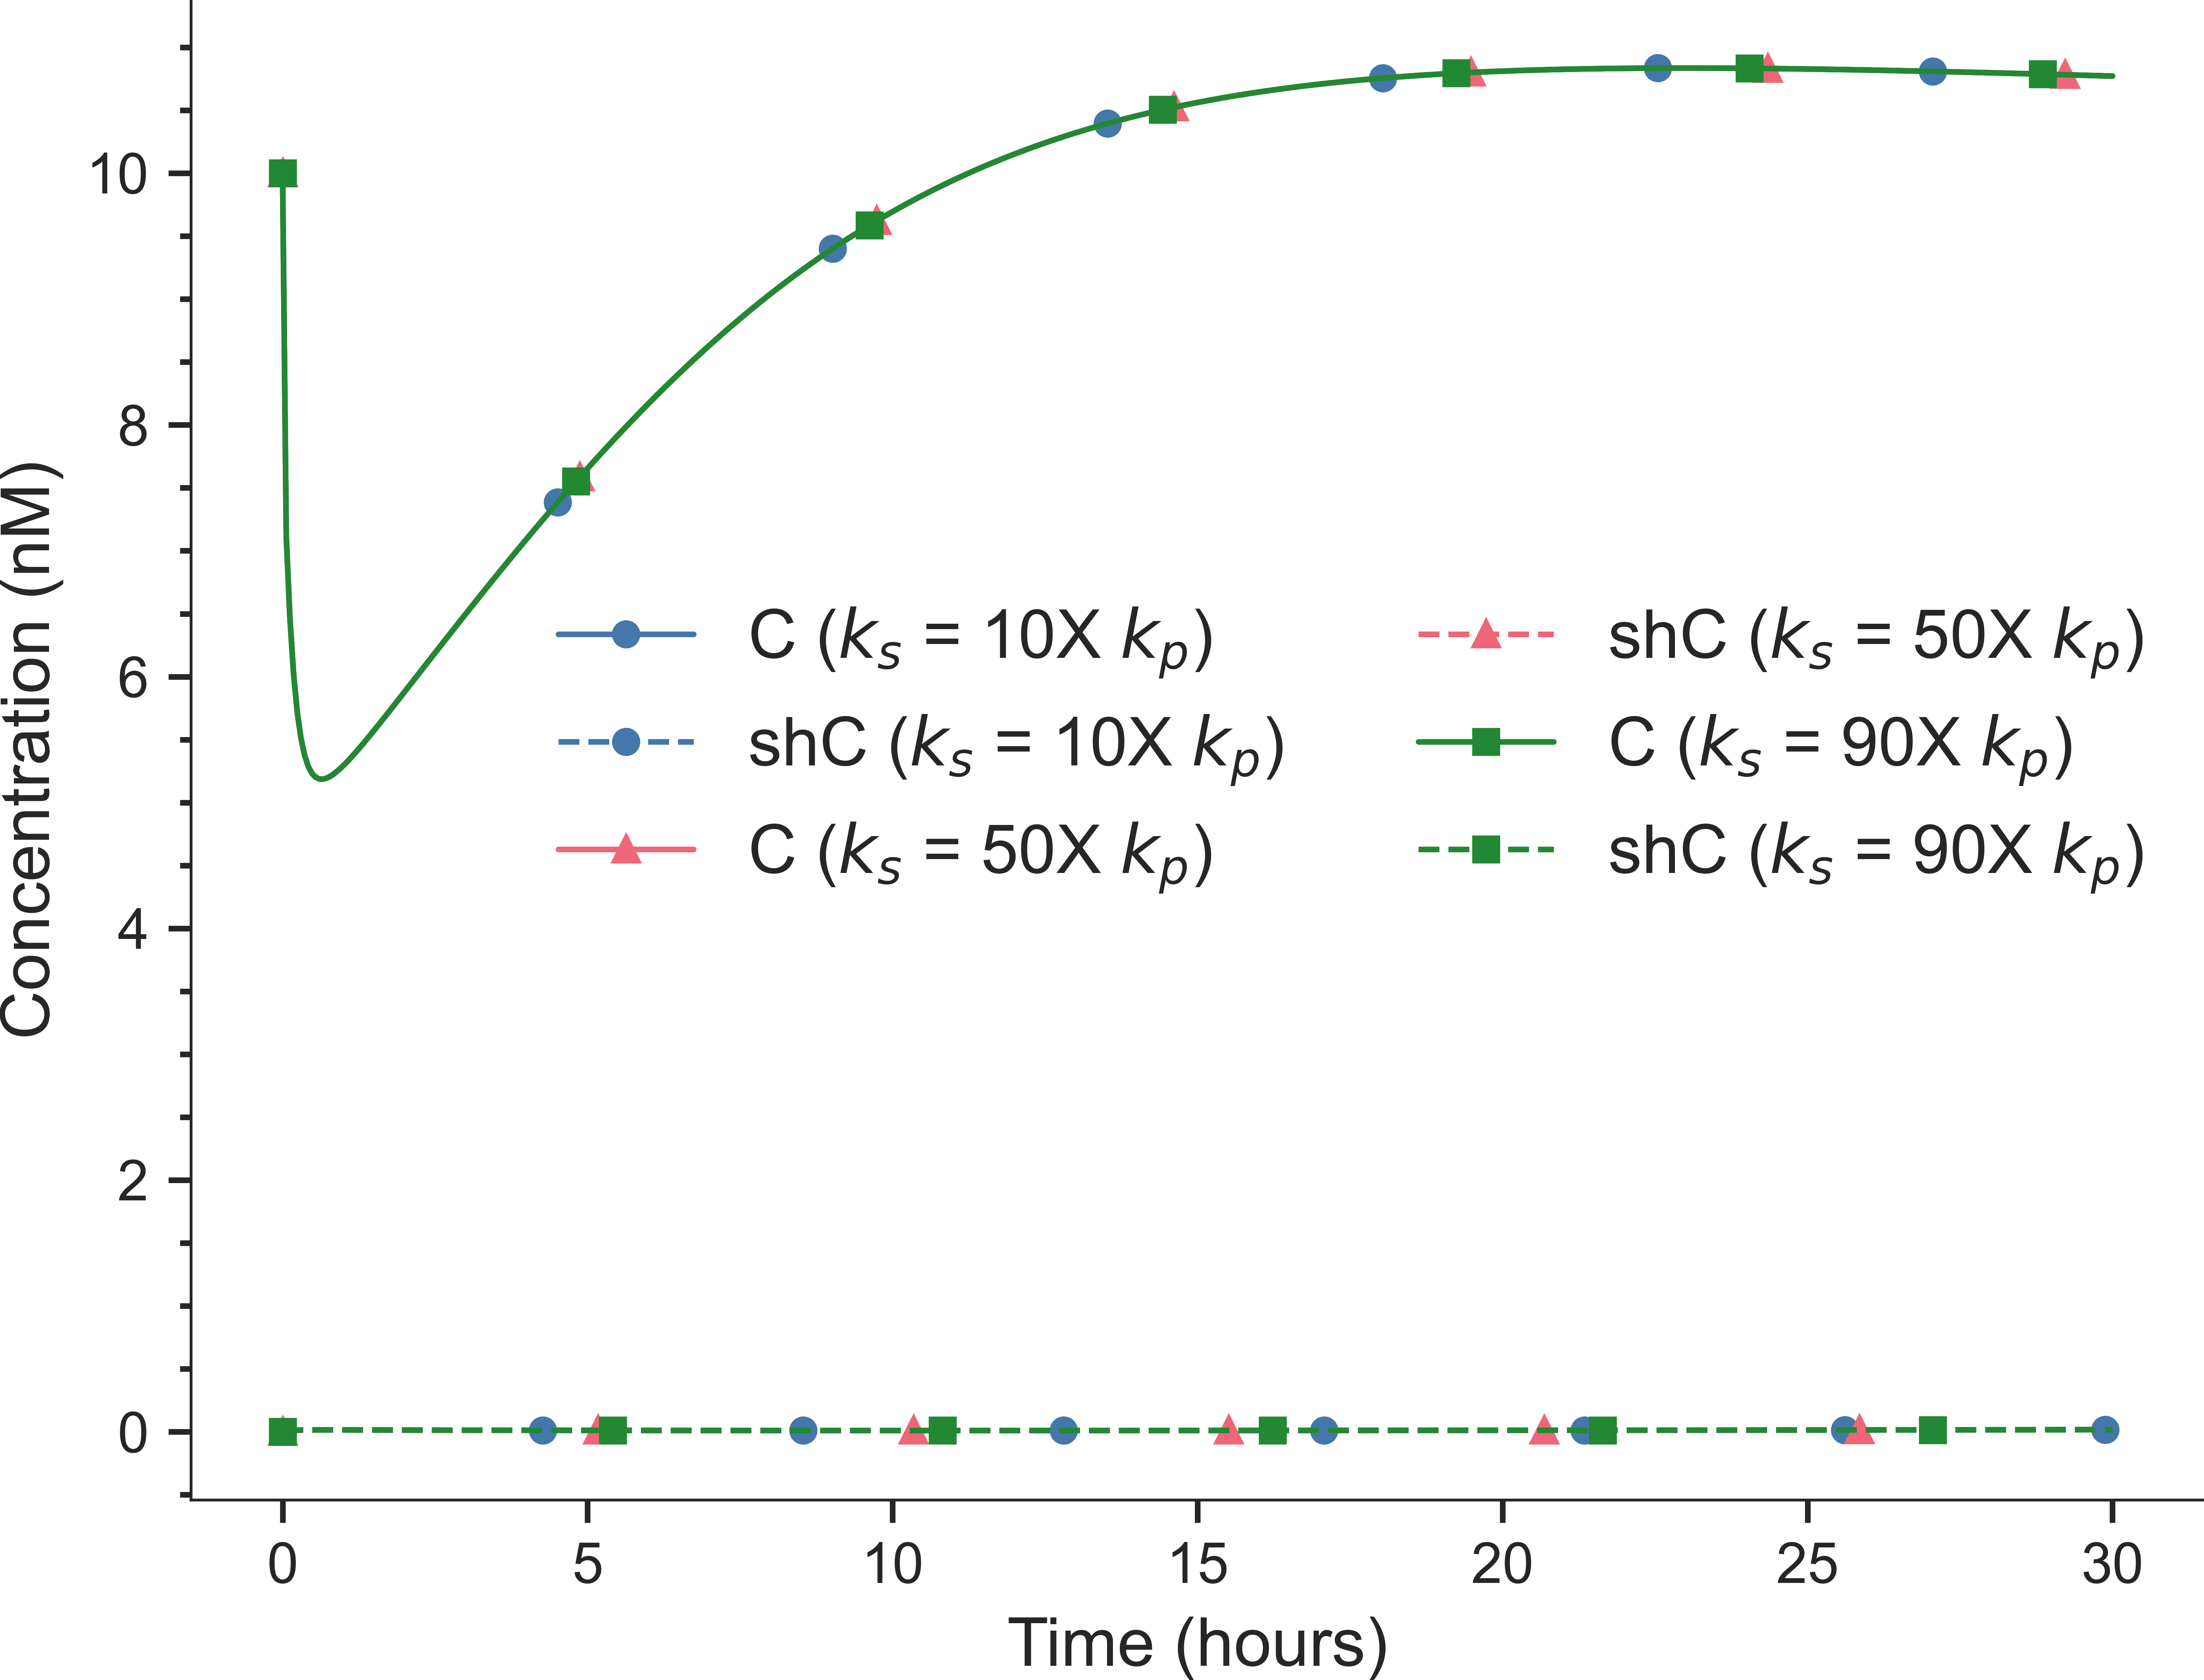 10
8
6
4
2
0
Concentration (nM)
C (kₛ = 10X kₚ)
shC (kₛ = 10X kₚ)
C (kₛ = 50X kₚ)
shC (kₛ = 50X kₚ)
C (kₛ = 90X kₚ)
shC (kₛ = 90X kₚ)
0 5 10 15 20 25 30
Time (hours)